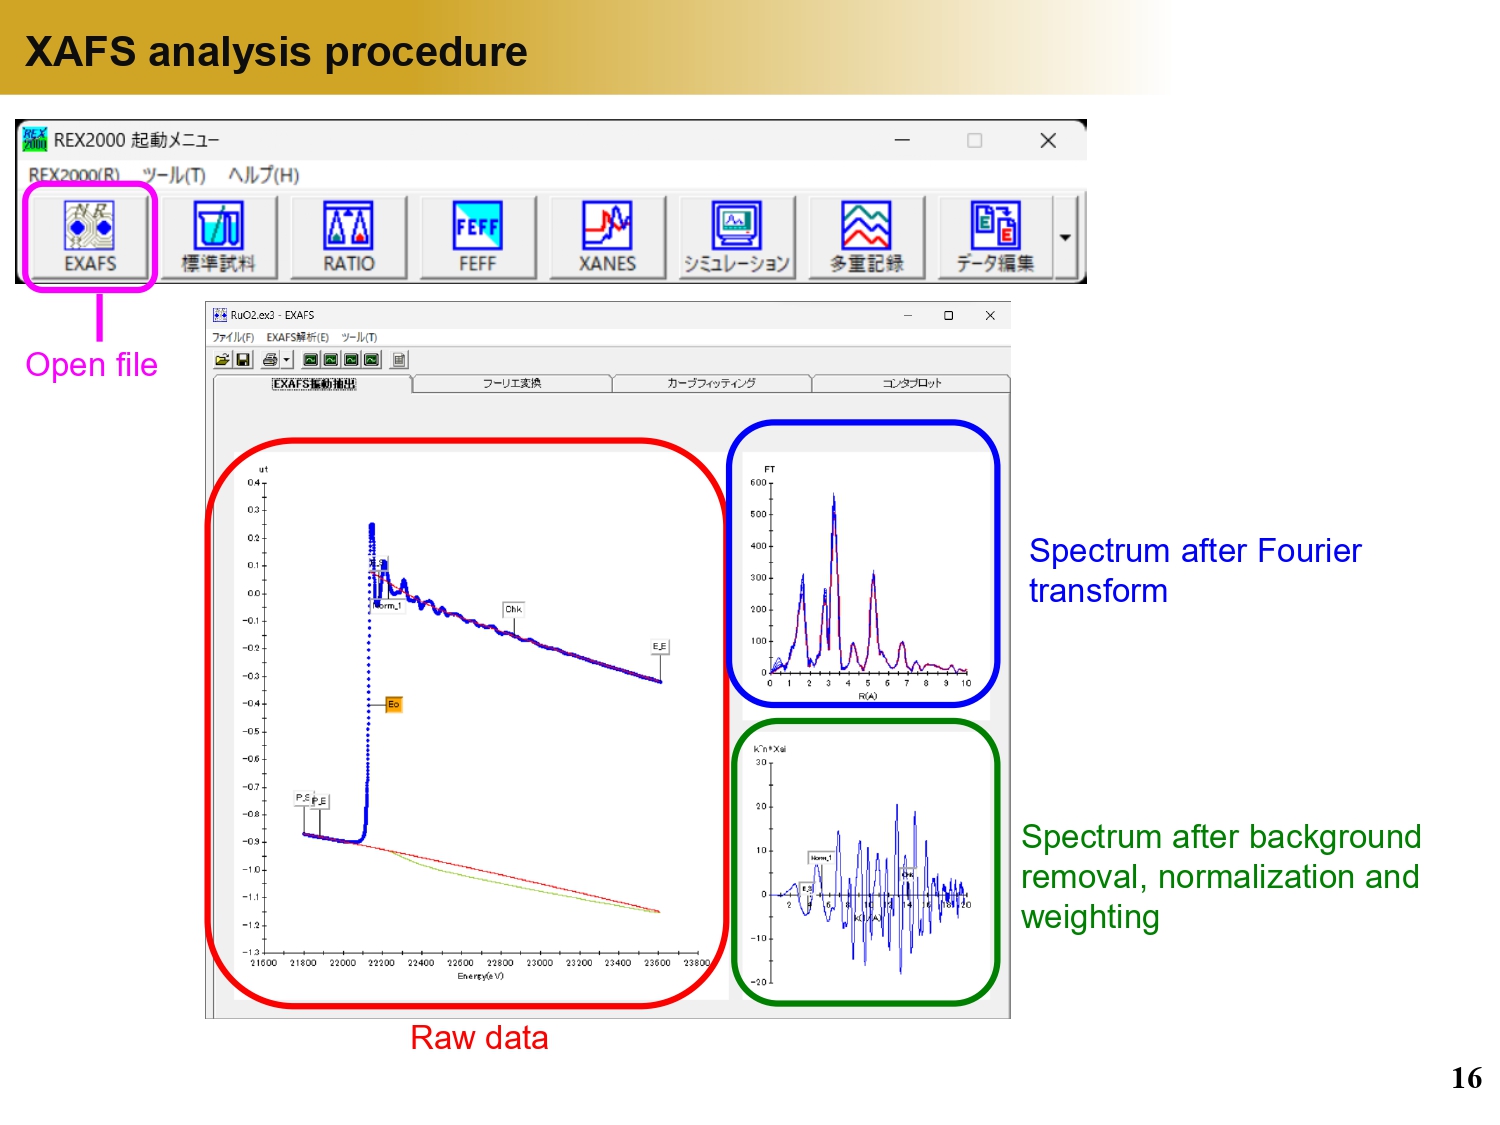 XAFS analysis procedure
REX2000 起動メニュー
REX2000(R) ツール(T) ヘルプ(H)
EXAFS 標準試料 RATIO FEFF XANES シミュレーション 多重記録 データ編集
Open file
RuO2.ex3 - EXAFS
ファイル(F) EXAFS解析(E) ツール(T)
EXAFS振動抽出 フーリエ変換 カーブフィッティング コンタプロット
ut
0.4
0.3
0.2
0.1
0.0
-0.1
-0.2
-0.3
-0.4
-0.5
-0.6
-0.7
-0.8
-0.9
-1.0
-1.1
-1.2
-1.3
21600 21800 22000 22200 22400 22600 22800 23000 23200 23400 23600 23800
Energy(eV)
Norm_1
Chk
E_E
Eo
P_S
P_E
Raw data
FT
600
500
400
300
200
100
0
0 1 2 3 4 5 6 7 8 9 10
R(A)
Spectrum after Fourier
transform
k^n*Xai
30
20
10
0
-10
-20
Norm_1
E_S
Chk
2 4 6 8 10 12 14 16 18 20
k(1/A)
Spectrum after background
removal, normalization and
weighting
16